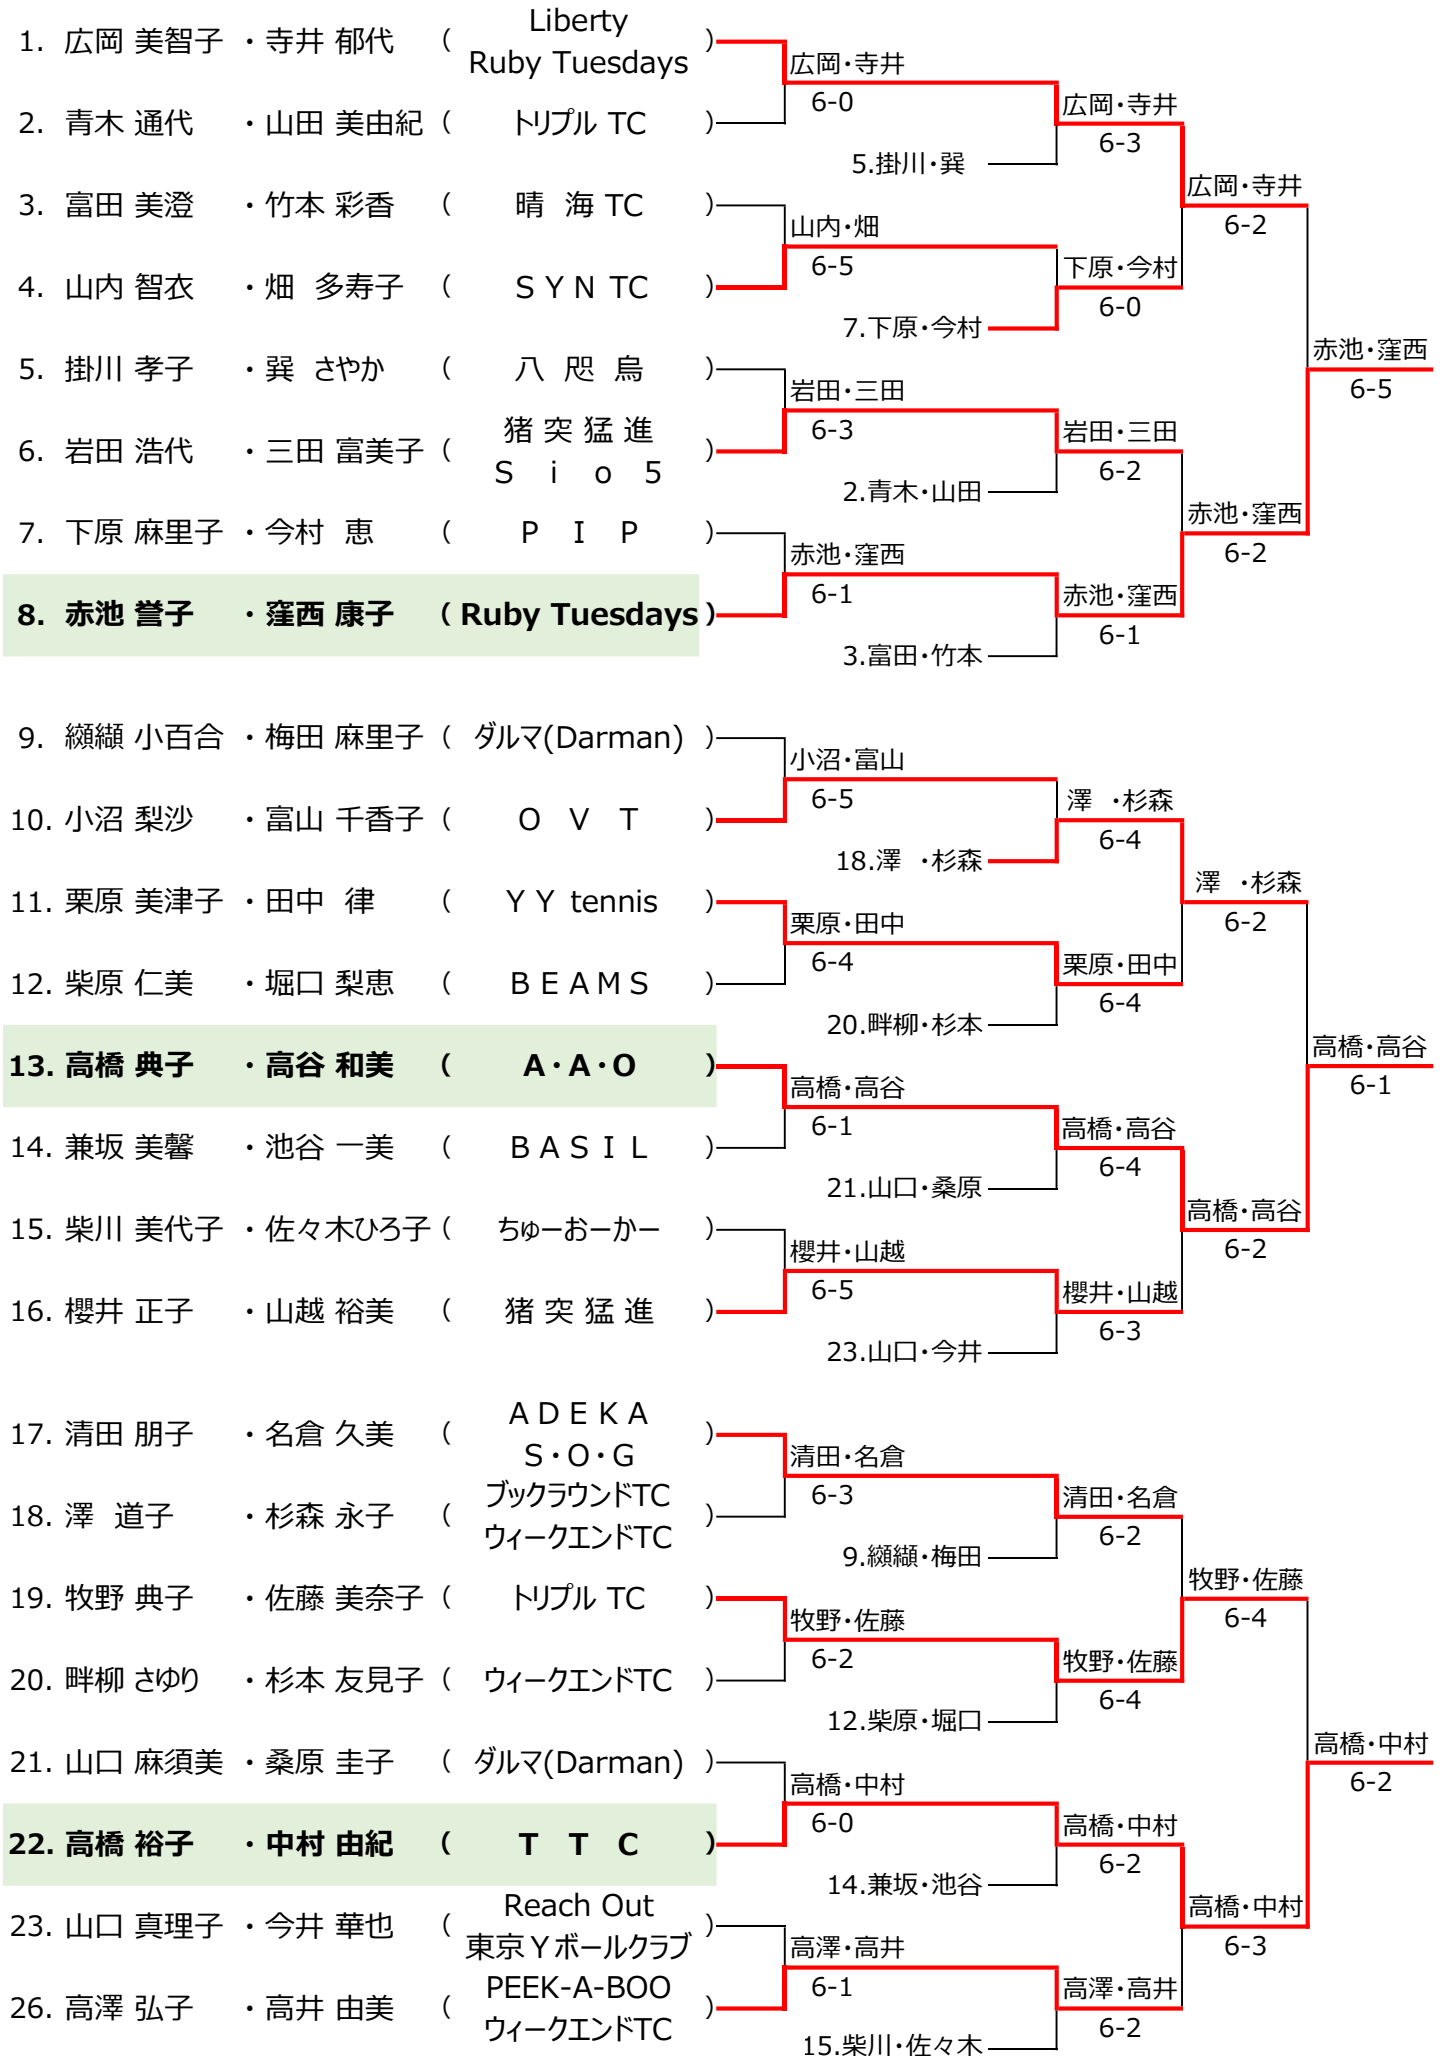 1. 広岡 美智子 ・寺井 郁代 ( Liberty Ruby Tuesdays )
広岡・寺井
6-0
2. 青木 通代 ・山田 美由紀 ( トリプル TC )
広岡・寺井
6-3
5.掛川・巽
3. 富田 美澄 ・竹本 彩香 ( 晴 海 TC )
広岡・寺井
6-2
山内・畑
6-5
4. 山内 智衣 ・畑 多寿子 ( S Y N TC )
下原・今村
6-0
7.下原・今村
5. 掛川 孝子 ・巽 さやか ( 八 咫 烏 )
赤池・窪西
6-5
岩田・三田
6-3
6. 岩田 浩代 ・三田 富美子 ( 猪 突 猛 進 S i o 5 )
岩田・三田
6-2
2.青木・山田
7. 下原 麻里子 ・今村 恵 ( P I P )
赤池・窪西
6-2
赤池・窪西
6-1
8. 赤池 誉子 ・窪西 康子 ( Ruby Tuesdays )
赤池・窪西
6-1
3.富田・竹本
9. 纐纈 小百合 ・梅田 麻里子 ( ダルマ(Darman) )
小沼・富山
6-5
10. 小沼 梨沙 ・富山 千香子 ( O V T )
澤 ・杉森
6-4
18.澤 ・杉森
11. 栗原 美津子 ・田中 律 ( Y Y tennis )
澤 ・杉森
6-2
栗原・田中
6-4
12. 柴原 仁美 ・堀口 梨恵 ( B E A M S )
栗原・田中
6-4
20.畔柳・杉本
13. 高橋 典子 ・高谷 和美 ( A・A・O )
高橋・高谷
6-1
高橋・高谷
6-1
14. 兼坂 美馨 ・池谷 一美 ( B A S I L )
高橋・高谷
6-4
21.山口・桑原
15. 柴川 美代子 ・佐々木ひろ子 ( ちゅーおーかー )
高橋・高谷
6-2
櫻井・山越
6-5
16. 櫻井 正子 ・山越 裕美 ( 猪 突 猛 進 )
櫻井・山越
6-3
23.山口・今井
17. 清田 朋子 ・名倉 久美 ( A D E K A S・O・G )
清田・名倉
6-3
18. 澤 道子 ・杉森 永子 ( ブックラウンドTC ウィークエンドTC )
清田・名倉
6-2
9.纐纈・梅田
19. 牧野 典子 ・佐藤 美奈子 ( トリプル TC )
牧野・佐藤
6-4
牧野・佐藤
6-2
20. 畔柳 さゆり ・杉本 友見子 ( ウィークエンドTC )
牧野・佐藤
6-4
12.柴原・堀口
21. 山口 麻須美 ・桑原 圭子 ( ダルマ(Darman) )
高橋・中村
6-2
高橋・中村
6-0
22. 高橋 裕子 ・中村 由紀 ( T T C )
高橋・中村
6-2
14.兼坂・池谷
23. 山口 真理子 ・今井 華也 ( Reach Out 東京Yボールクラブ )
高橋・中村
6-3
高澤・高井
6-1
26. 高澤 弘子 ・高井 由美 ( PEEK-A-BOO ウィークエンドTC )
高澤・高井
6-2
15.柴川・佐々木